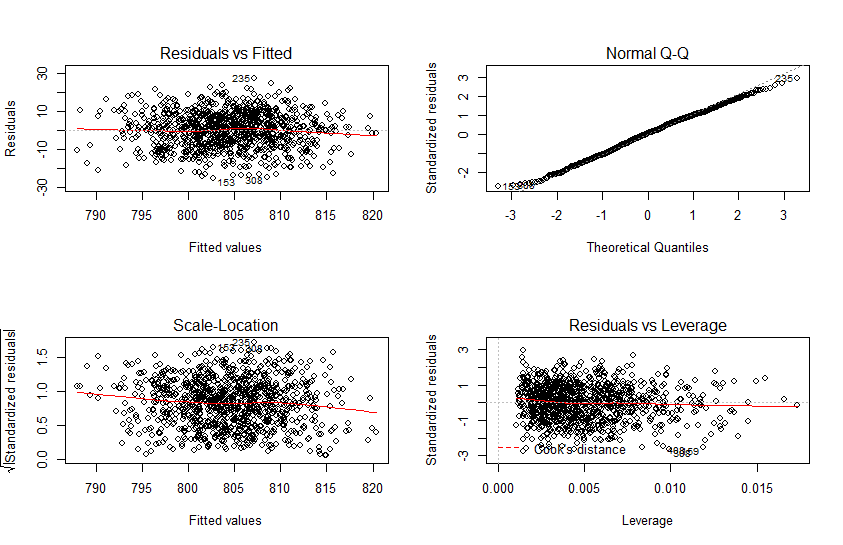 Residuals vs Fitted
Residuals
30
10
-10
-30
235
153
308
790 795 800 805 810 815 820
Fitted values
Normal Q-Q
Standardized residuals
3
2
1
0
-2
235
-3 -2 -1 0 1 2 3
Theoretical Quantiles
Scale-Location
√|Standardized residuals|
1.5
1.0
0.5
0.0
235
153
308
790 795 800 805 810 815 820
Fitted values
Residuals vs Leverage
Standardized residuals
3
1
-1
-3
Cook's distance
0.000 0.005 0.010 0.015
Leverage